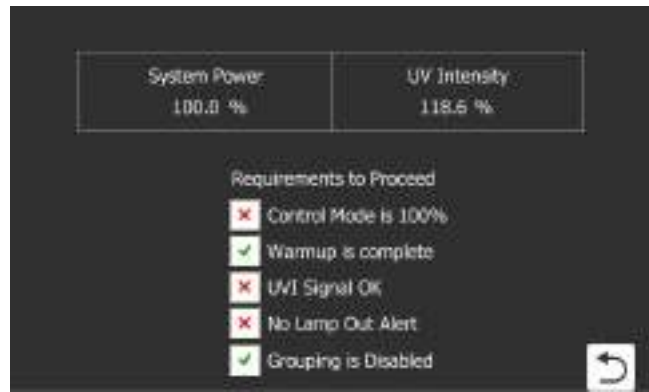 System Power
100.0 %
UV Intensity
118.6 %
Requirements to Proceed
Control Mode is 100%
Warmup is complete
UVI Signal OK
No Lamp Out Alert
Grouping is Disabled